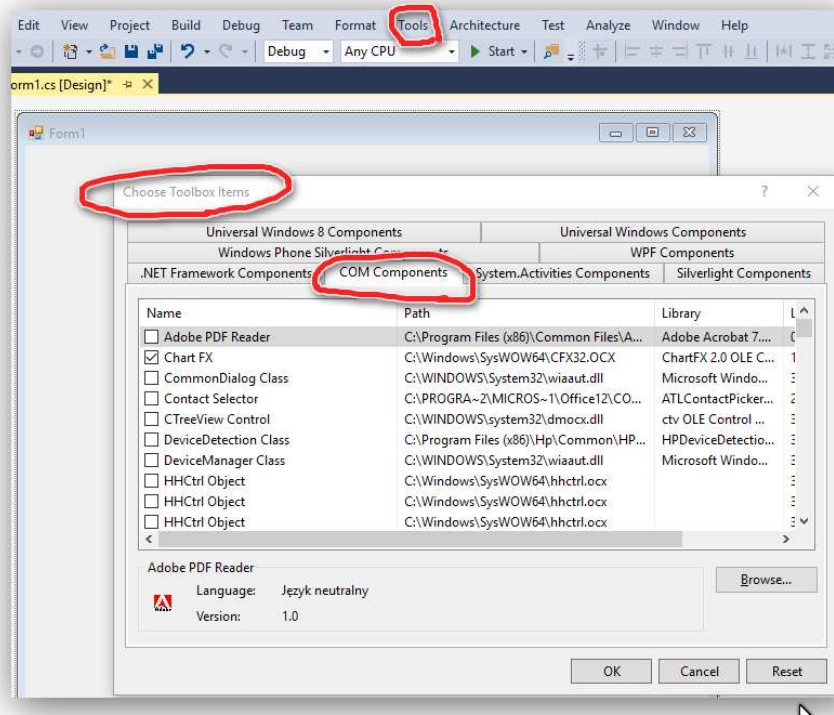 Edit View Project Build Debug Team Format Tools Architecture Test Analyze Window Help
Debug Any CPU Start
orm1.cs [Design]*
Form1
Choose Toolbox Items ?
Universal Windows 8 Components Universal Windows Components
Windows Phone Silverlight Components WPF Components
.NET Framework Components COM Components System.Activities Components Silverlight Components
Name Path Library
Adobe PDF Reader C:\Program Files (x86)\Common Files\A... Adobe Acrobat 7....
Chart FX C:\Windows\SysWOW64\CFX32.OCX ChartFX 2.0 OLE C... 1
CommonDialog Class C:\WINDOWS\System32\wiaaut.dll Microsoft Windo...
Contact Selector C:\PROGRA~2\MICROS~1\Office12\CO... ATLContactPicker...
CTreeView Control C:\WINDOWS\system32\dmocx.dll ctv OLE Control ...
DeviceDetection Class C:\Program Files (x86)\Hp\Common\HP... HPDeviceDetectio...
DeviceManager Class C:\WINDOWS\System32\wiaaut.dll Microsoft Windo...
HHCtrl Object C:\Windows\SysWOW64\hhctrl.ocx
HHCtrl Object C:\Windows\SysWOW64\hhctrl.ocx
HHCtrl Object C:\Windows\SysWOW64\hhctrl.ocx
Adobe PDF Reader
Browse...
Language: Język neutralny
Version: 1.0
OK Cancel Reset